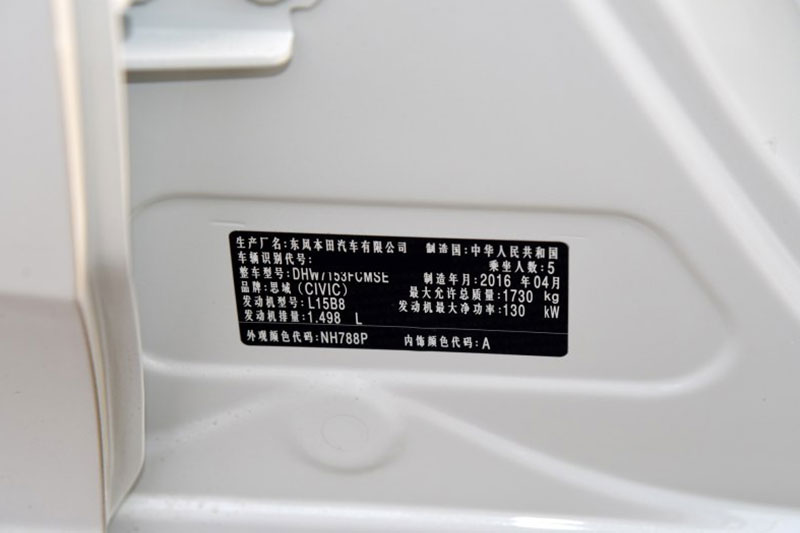 生产厂名:东风本田汽车有限公司 制造国:中华人民共和国
车辆识别代号: 乘坐人数:5
整车型号:DHW7153FCMSE 制造年月:2016 年04月
品牌:思域(CIVIC) 最大允许总质量:1730 kg
发动机型号:L15B8 发动机最大净功率:130 kW
发动机排量:1.498 L
外观颜色代码:NH788P 内饰颜色代码:A